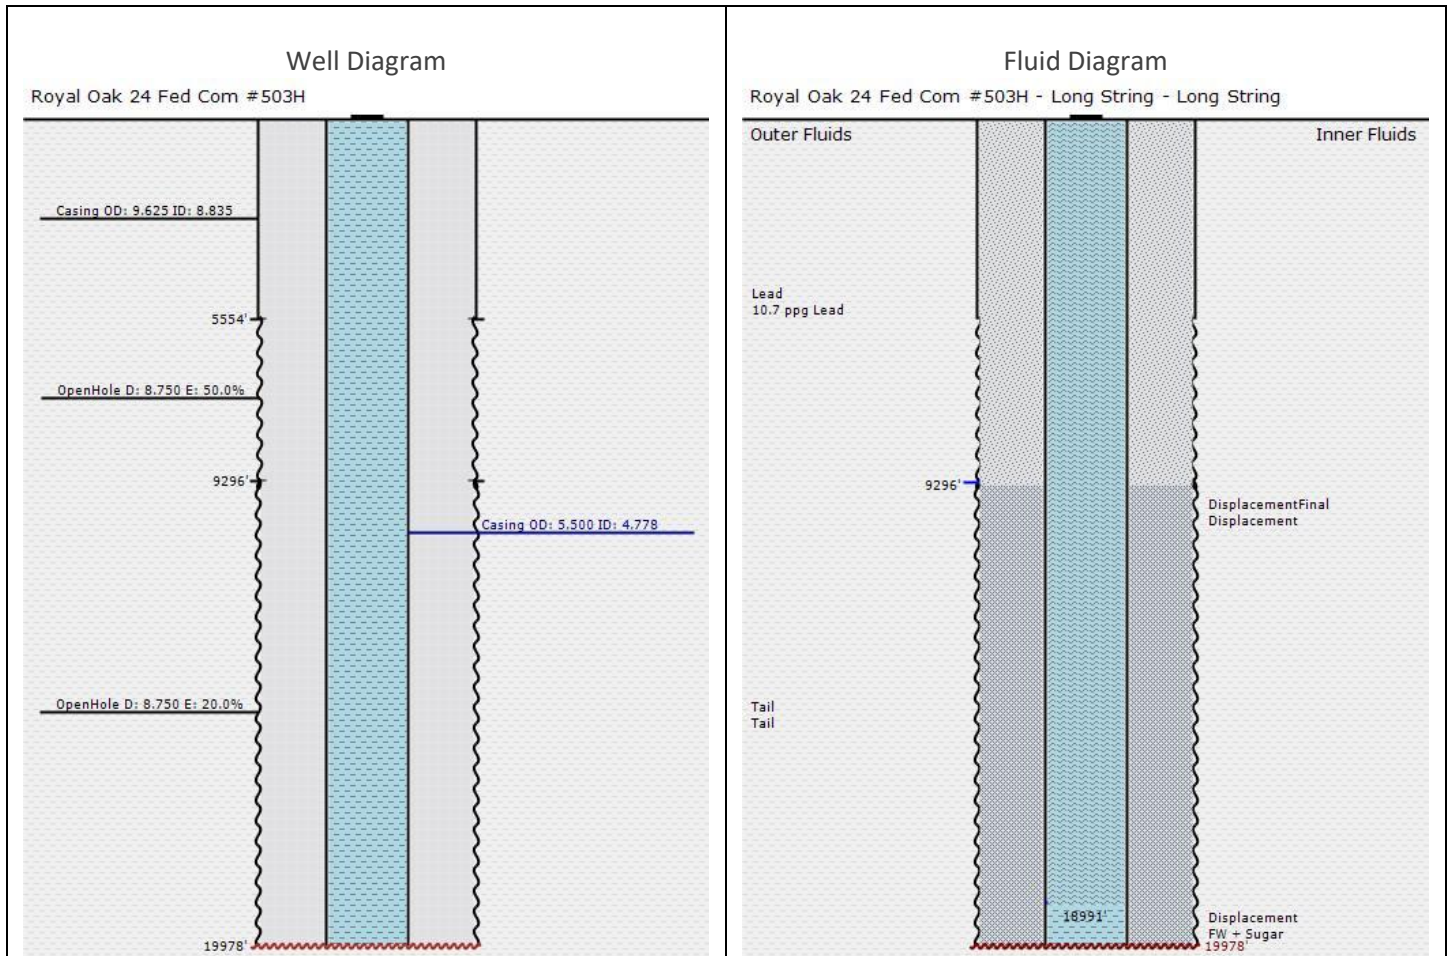 Well Diagram
Royal Oak 24 Fed Com #503H
Casing OD: 9.625 ID: 8.835
5554'
OpenHole D: 8.750 E: 50.0%
9296'
Casing OD: 5.500 ID: 4.778
OpenHole D: 8.750 E: 20.0%
19978'
Fluid Diagram
Royal Oak 24 Fed Com #503H - Long String - Long String
Outer Fluids
Inner Fluids
Lead
10.7 ppg Lead
9296'
DisplacementFinal
Displacement
Tail
Tail
18991'
Displacement
FW + Sugar
19978'